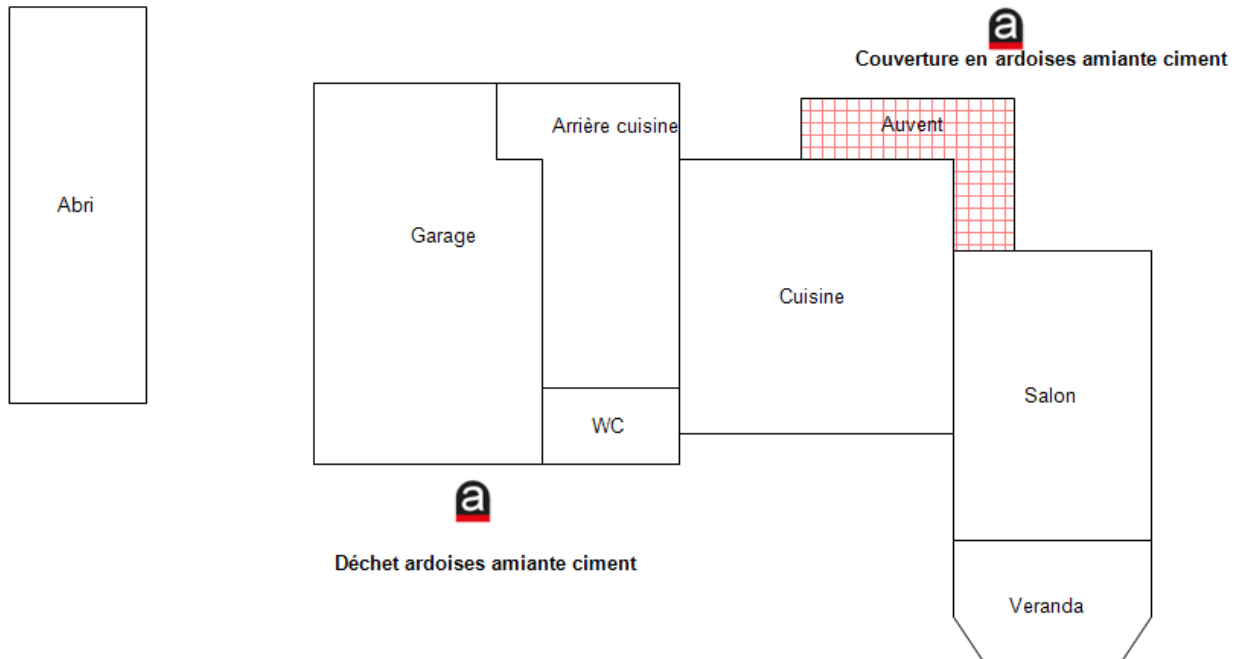 a
Couverture en ardoises amiante ciment
Auvent
Arrière cuisine
Abri
Garage
Cuisine
Salon
WC
a
Déchet ardoises amiante ciment
Veranda